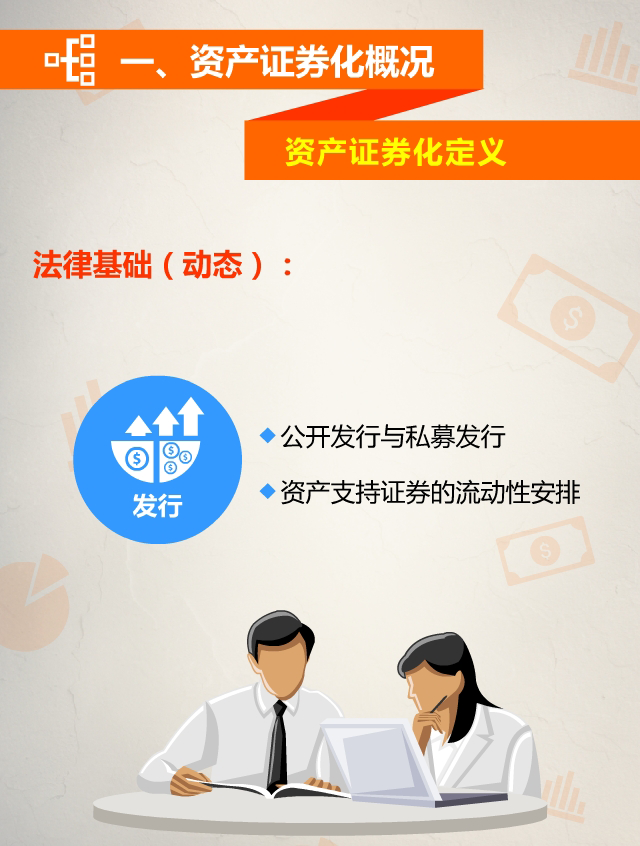 一、资产证券化概况
资产证券化定义
法律基础（动态）：
公开发行与私募发行
资产支持证券的流动性安排
发行